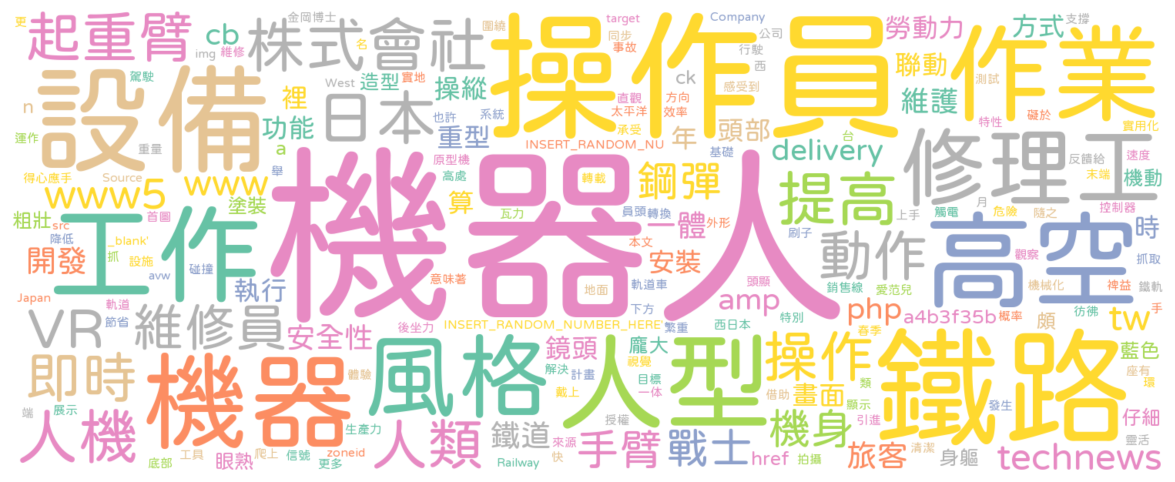 更
金岡博士
圍繞
target
Company
支撐
起重臂
cb
株式會社
操作員
作業
勞動力
方式
img
維修
同步
事故
公司
行駛
西
聯動
測試
設備
駕駛
West
造型
實地
操縱
ck
感受到
n
裡
日本
也許
系統
直觀
方向
太平洋
效率
維護
特性
礙於
實用化
運作
重量
功能
a
重型
承受
年
頭部
台
INSERT_RANDOM_NU
原型機
基礎
delivery
修理工
反饋給
速度
末端
機動
得心應手
Source
www
舉
高處
轉載
鋼彈
提高
www5
塗裝
算
機器人
月
控制器
粗壯
src
首圖
瓦力
員頭
轉換
一體
外形
上手
觸電
危險
隨之
高空
時
降低
_blank'
工作
刷子
動作
開發
抓
設施
碰撞
avw
本文
安裝
觀察
抓取
執行
意味著
地面
軌道車
頭顯
amp
銷售線
愛范兒
機械化
裨益
鐵軌
Japan
軌道
節省
下方
php
a4b3f35b
概率
手
VR
維修員
安全性
後坐力
INSERT_RANDOM_NUMBER_HERE
繁重
西日本
特別
春季
頗
彷彿
tw
即時
機器
風格
鏡頭
龐大
人型
操作
鐵路
藍色
體驗
解決
計畫
視覺
目標
一体
戴上
借助
畫面
類
顯示
引進
座有
環
人機
端
展示
生產力
人類
鐵道
授權
手臂
戰士
機身
發生
仔細
靈活
底部
工具
眼熟
爬上
信號
更多
zoneid
來源
快
Railway
href
拍攝
旅客
清潔
身軀
technews